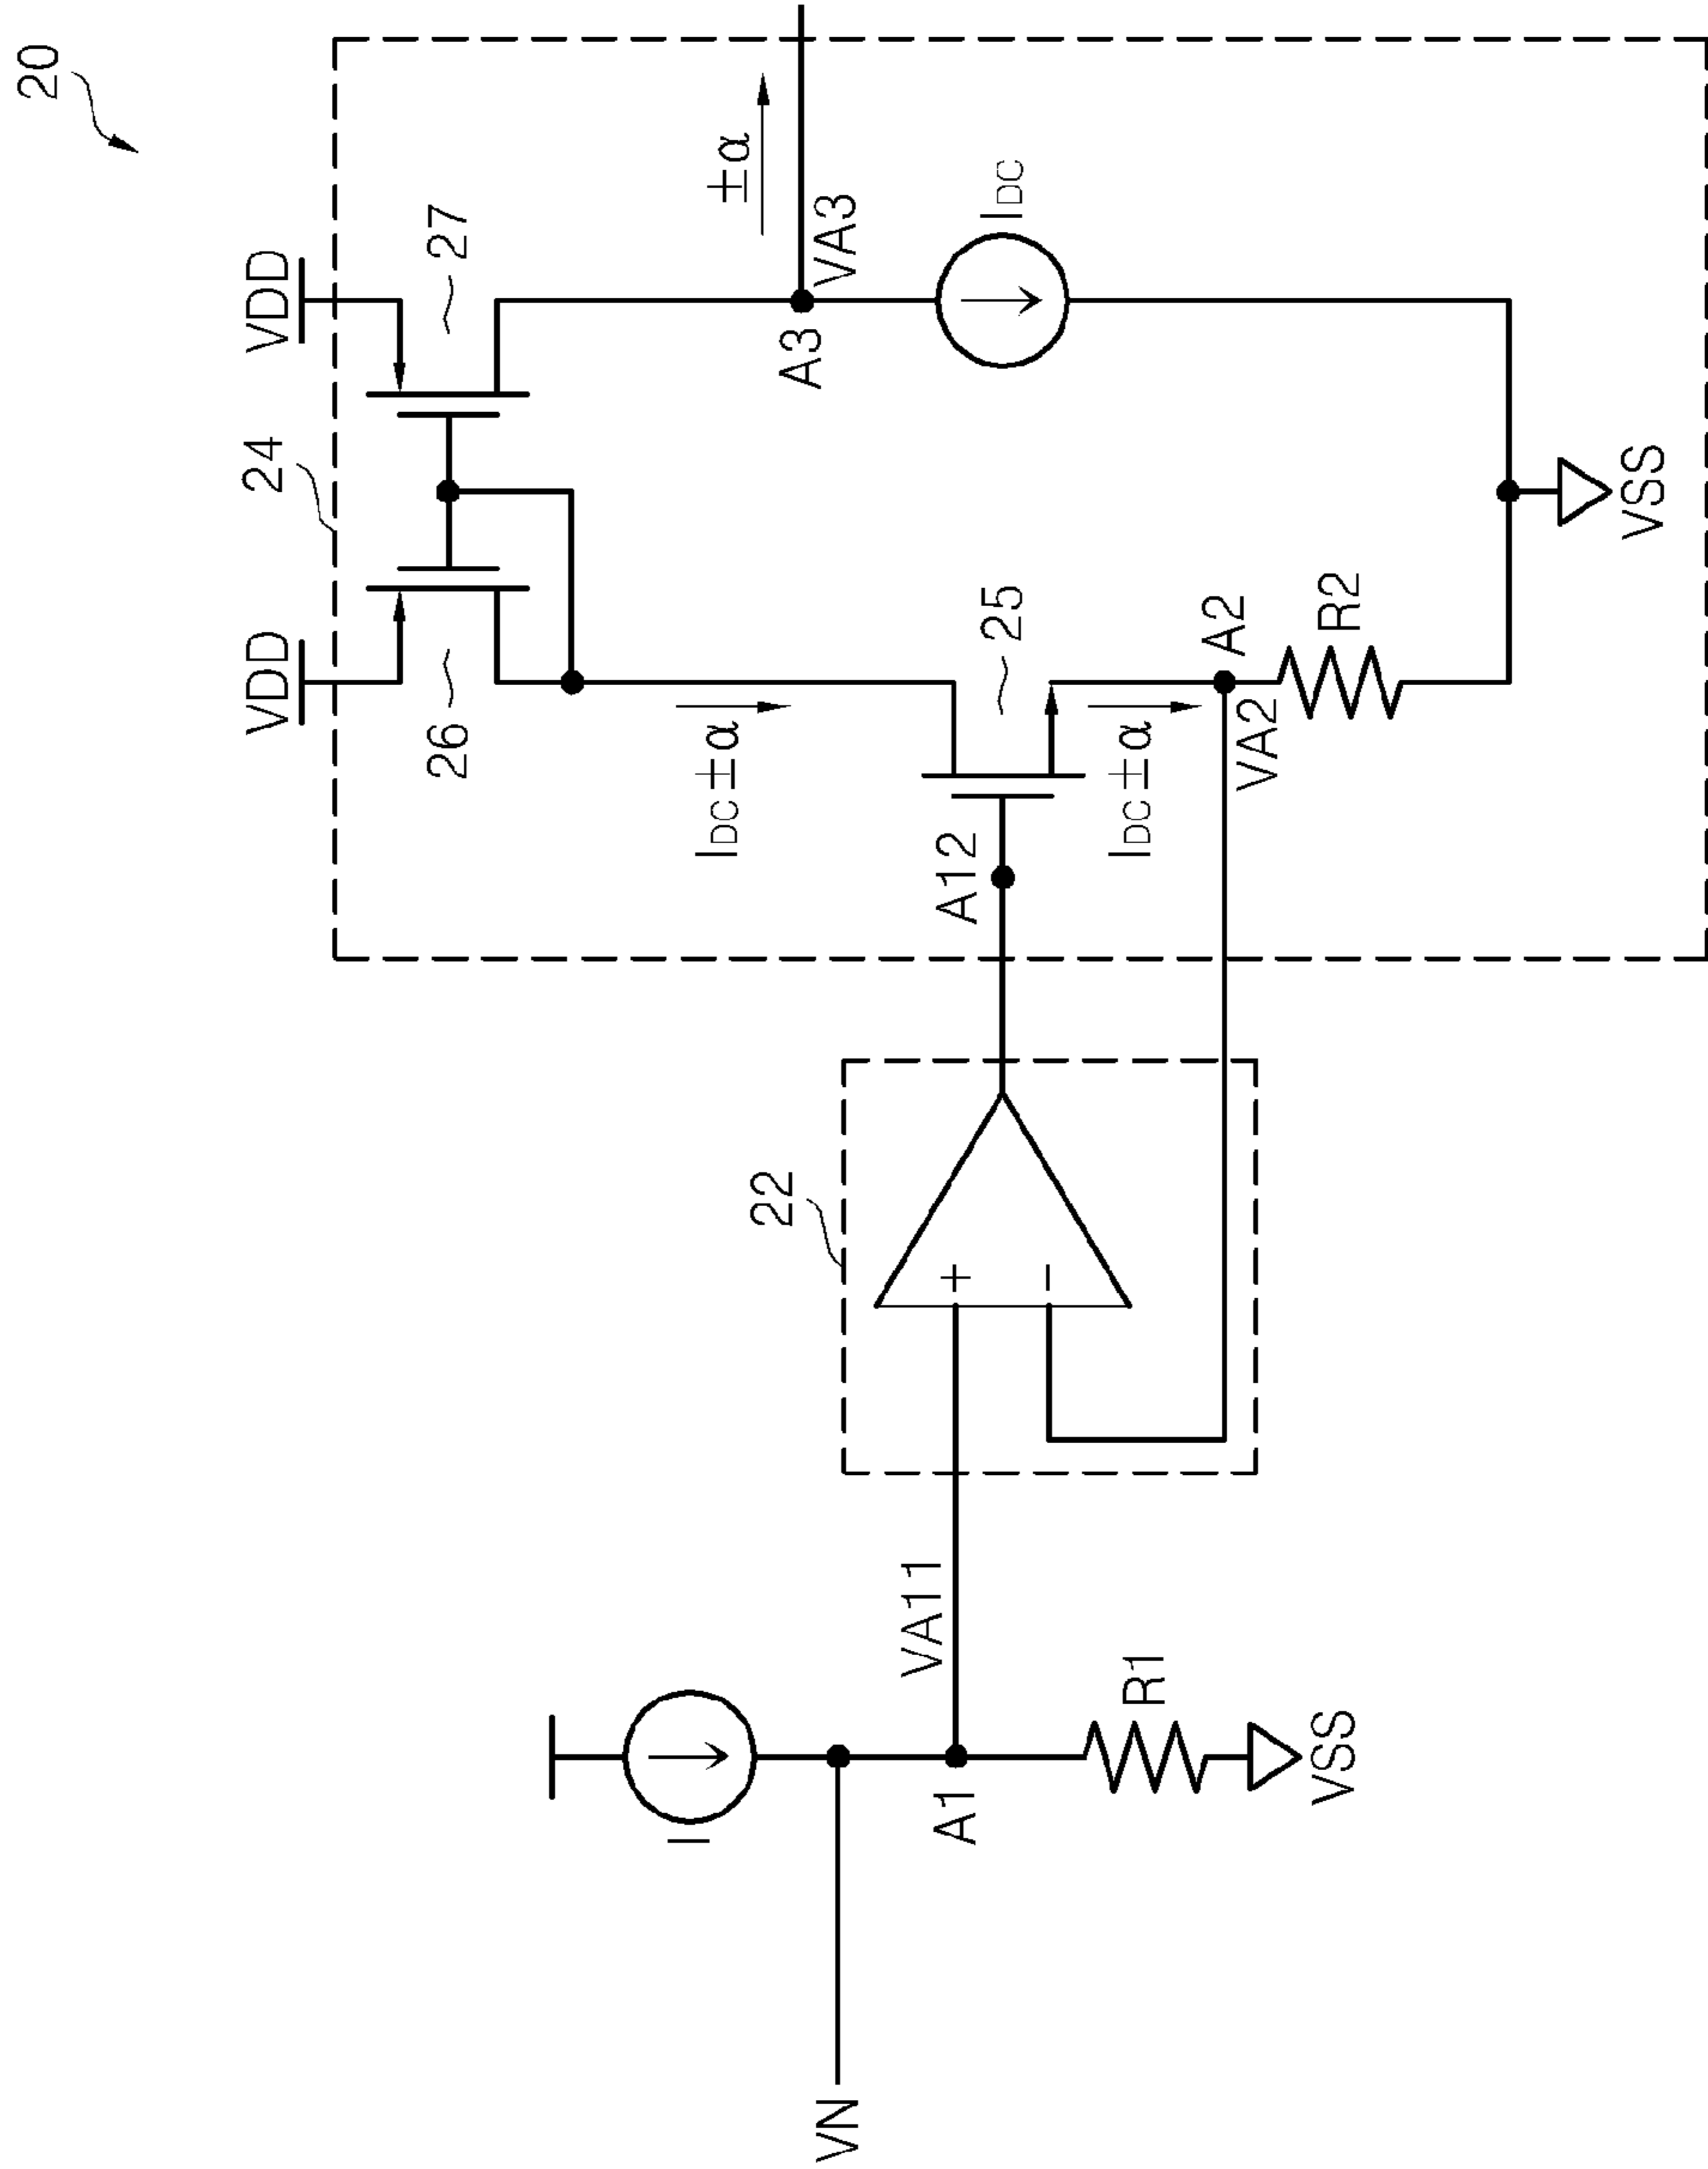 20
24
VDD
VDD
26
27
IDC±α
±α
A3
VA3
IDC
A12
25
IDC±α
A2
VA2
R2
VSS
22
+
−
VN
I
A1
VA11
R1
VSS